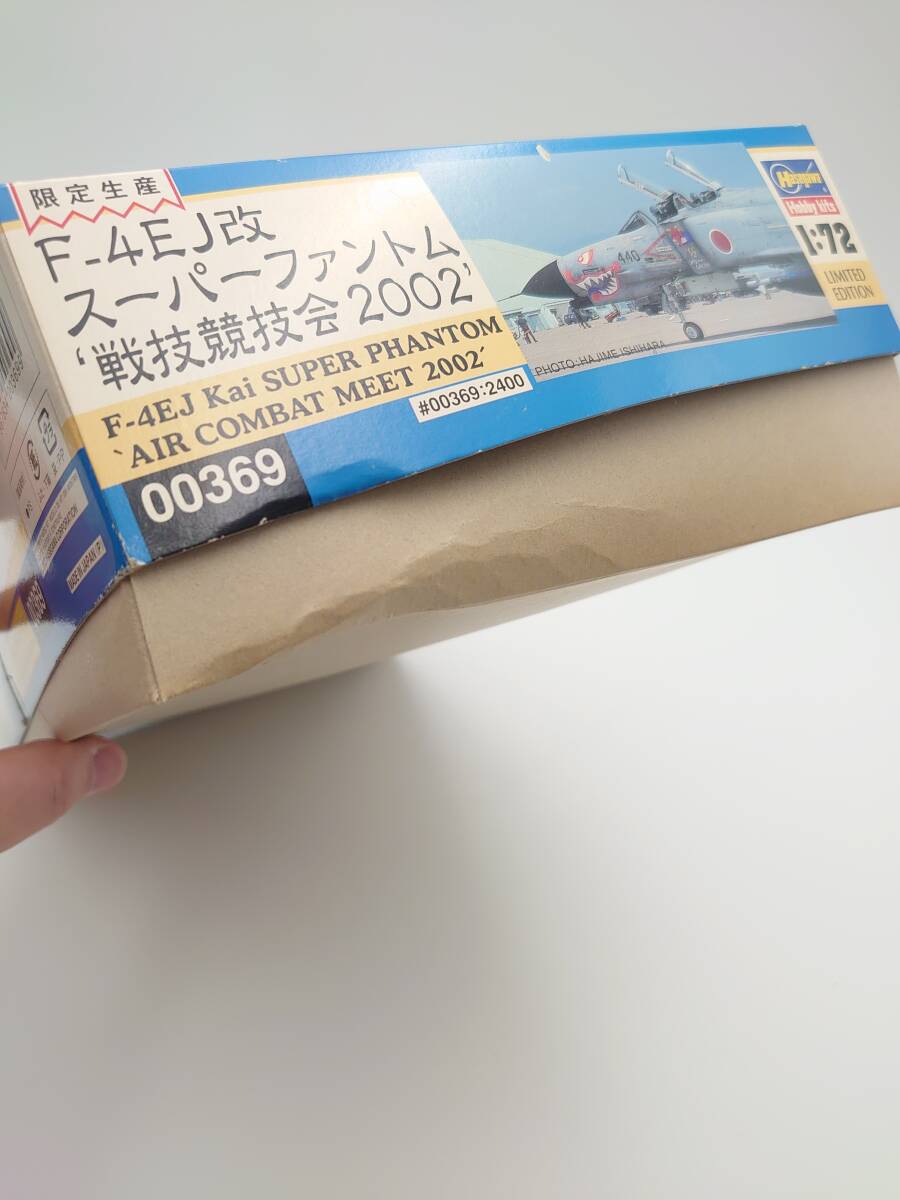 限定生産
F-4EJ改
スーパーファントム
‘戦技競技会2002’
F-4EJ Kai SUPER PHANTOM
‘AIR COMBAT MEET 2002’
#00369:2400
00369
440
PHOTO: HAJIME ISHIHARA
Hasegawa
Hobby kits
1:72
LIMITED
EDITION
MADE IN JAPAN